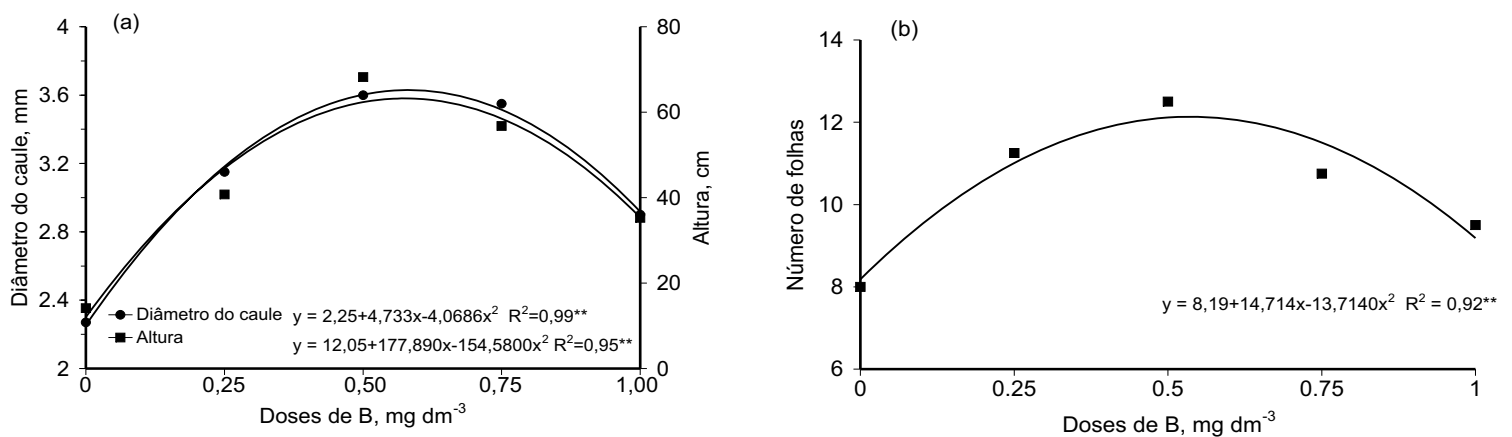 (a)
4
3.6
3.2
2.8
2.4
2
Diâmetro do caule, mm
80
60
40
20
0
Altura, cm
Diâmetro do caule y = 2,25+4,733x-4,0686x² R²=0,99**
Altura y = 12,05+177,890x-154,5800x² R²=0,95**
0 0,25 0,50 0,75 1,00
Doses de B, mg dm⁻³
(b)
14
12
10
8
6
Número de folhas
y = 8,19+14,714x-13,7140x² R² = 0,92**
0 0.25 0.5 0.75 1
Doses de B, mg dm⁻³